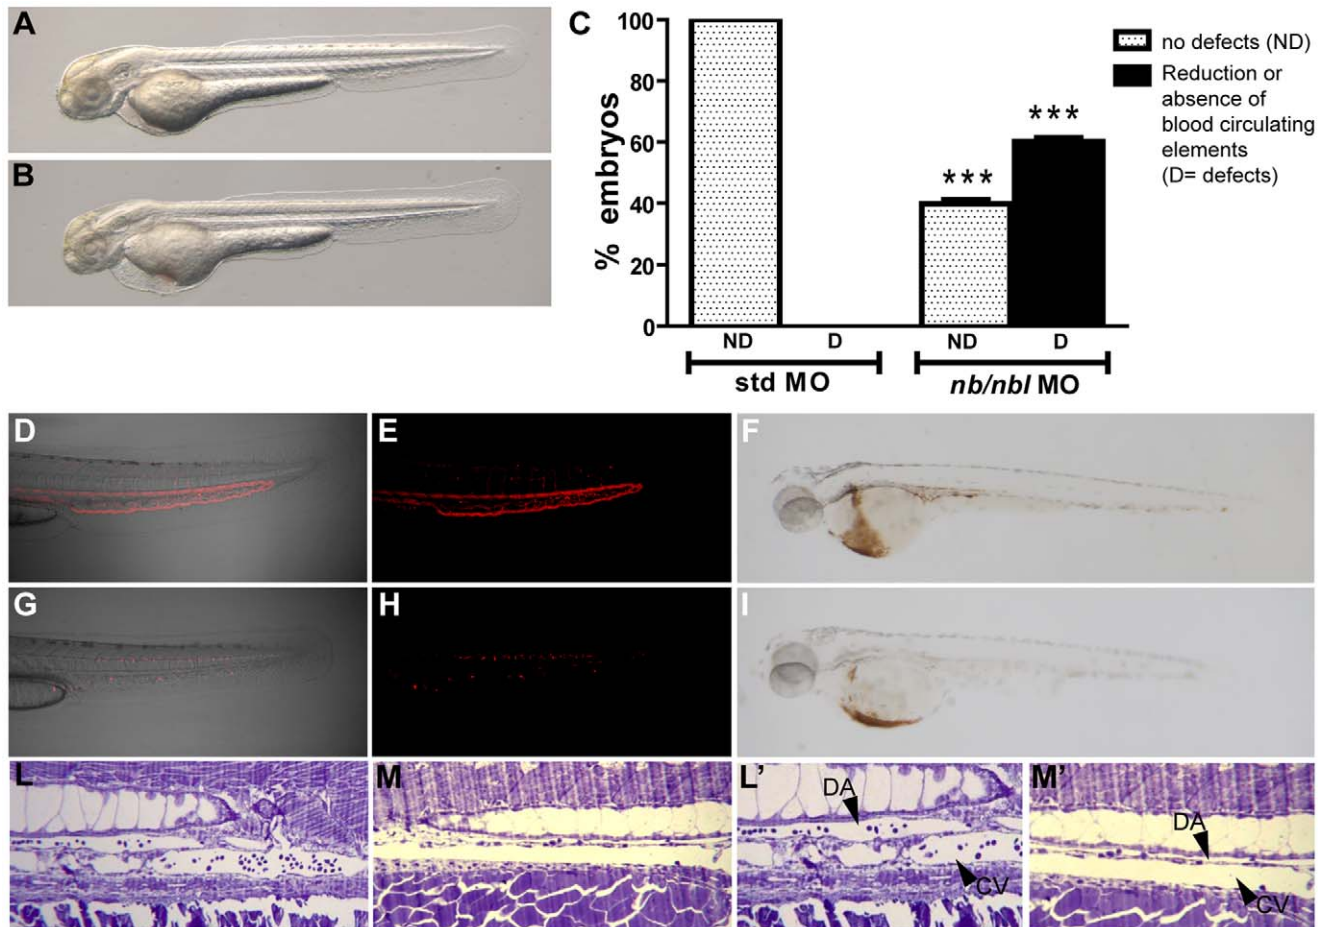 A
B
C
% embryos
100
80
60
40
20
0
***
***
ND
D
ND
D
std MO
nb/nbl MO
no defects (ND)
Reduction or
absence of
blood circulating
elements
(D= defects)
D
E
F
G
H
I
L
M
L’
DA
CV
M’
DA
CV